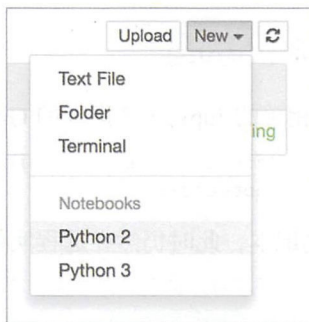 Upload New
Text File
Folder
ing
Terminal
Notebooks
Python 2
Python 3